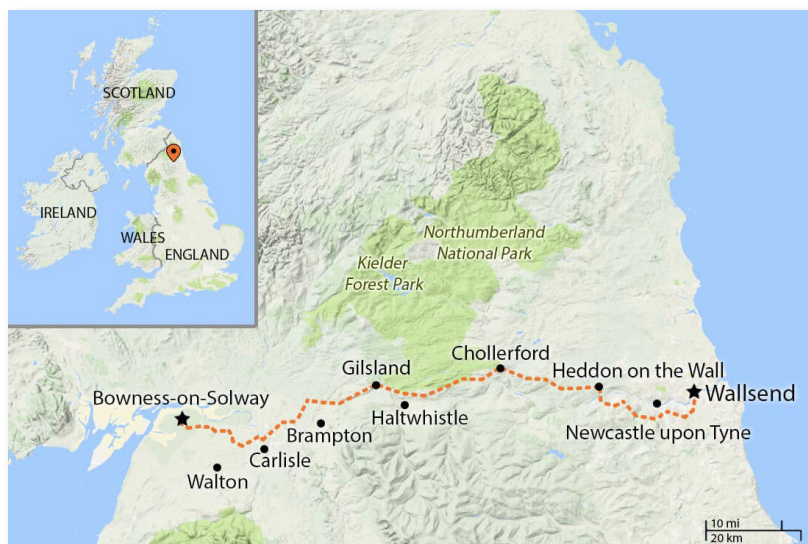 SCOTLAND
IRELAND
WALES
ENGLAND
Northumberland
National Park
Kielder
Forest Park
Chollerford
Gilsland
Heddon on the Wall
Bowness-on-Solway
Wallsend
Haltwhistle
Brampton
Newcastle upon Tyne
Carlisle
Walton
10 mi
20 km